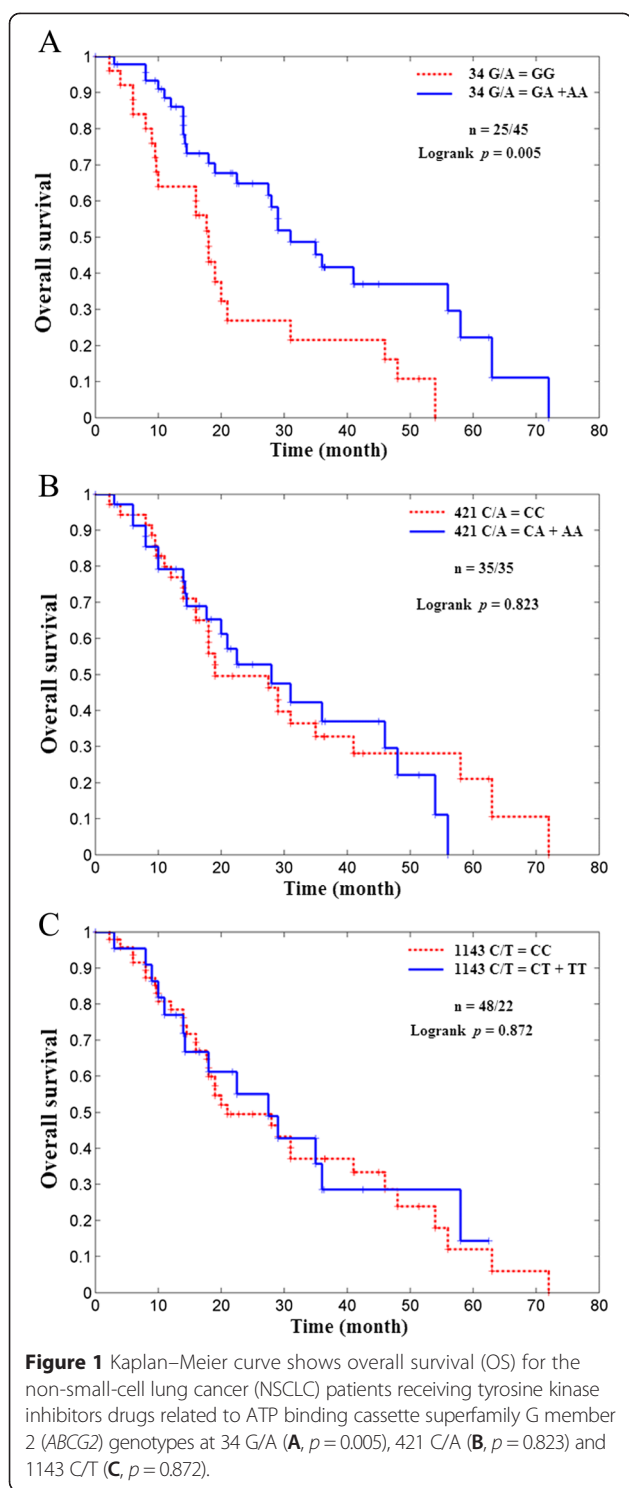 A
1
0.9
0.8
0.7
0.6
0.5
0.4
0.3
0.2
0.1
0
Overall survival
34 G/A = GG
34 G/A = GA +AA
n = 25/45
Logrank p = 0.005
0 10 20 30 40 50 60 70 80
Time (month)
B
1
0.9
0.8
0.7
0.6
0.5
0.4
0.3
0.2
0.1
0
Overall survival
421 C/A = CC
421 C/A = CA + AA
n = 35/35
Logrank p = 0.823
0 10 20 30 40 50 60 70 80
Time (month)
C
1
0.9
0.8
0.7
0.6
0.5
0.4
0.3
0.2
0.1
0
Overall survival
1143 C/T = CC
1143 C/T = CT + TT
n = 48/22
Logrank p = 0.872
0 10 20 30 40 50 60 70 80
Time (month)
Figure 1 Kaplan–Meier curve shows overall survival (OS) for the
non-small-cell lung cancer (NSCLC) patients receiving tyrosine kinase
inhibitors drugs related to ATP binding cassette superfamily G member
2 (ABCG2) genotypes at 34 G/A (A, p = 0.005), 421 C/A (B, p = 0.823) and
1143 C/T (C, p = 0.872).